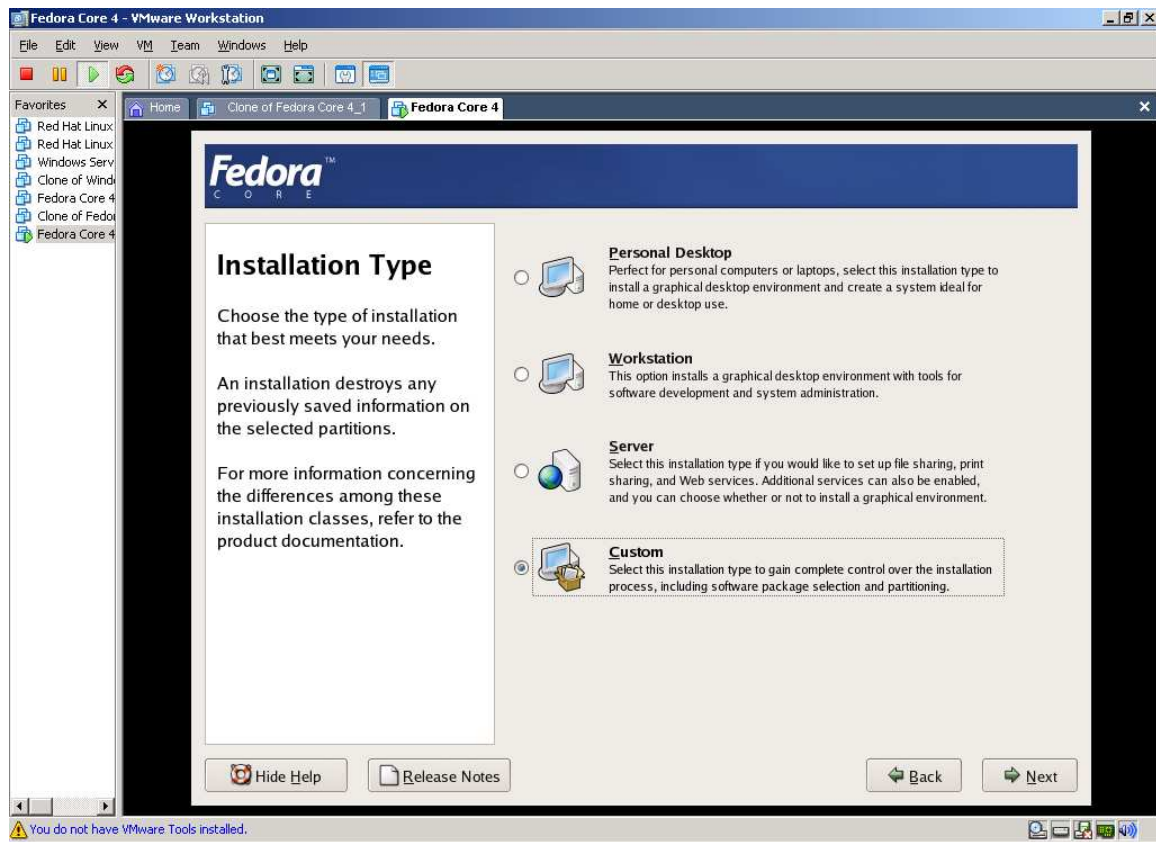 Fedora Core 4 - VMware Workstation
File Edit View VM Team Windows Help
Favorites X
Home Clone of Fedora Core 4_1 Fedora Core 4
Red Hat Linux
Red Hat Linux
Windows Serv
Clone of Wind
Fedora Core 4
Clone of Fedo
Fedora Core 4
Fedora™
CORE
Installation Type
Choose the type of installation
that best meets your needs.
An installation destroys any
previously saved information on
the selected partitions.
For more information concerning
the differences among these
installation classes, refer to the
product documentation.
Personal Desktop
Perfect for personal computers or laptops, select this installation type to
install a graphical desktop environment and create a system ideal for
home or desktop use.
Workstation
This option installs a graphical desktop environment with tools for
software development and system administration.
Server
Select this installation type if you would like to set up file sharing, print
sharing, and Web services. Additional services can also be enabled,
and you can choose whether or not to install a graphical environment.
Custom
Select this installation type to gain complete control over the installation
process, including software package selection and partitioning.
Hide Help Release Notes Back Next
You do not have VMware Tools installed.